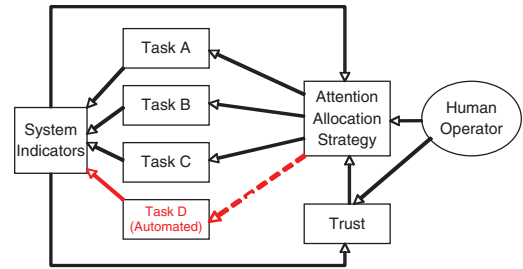 Task A
Task B
Task C
Task D
(Automated)
System
Indicators
Attention
Allocation
Strategy
Human
Operator
Trust